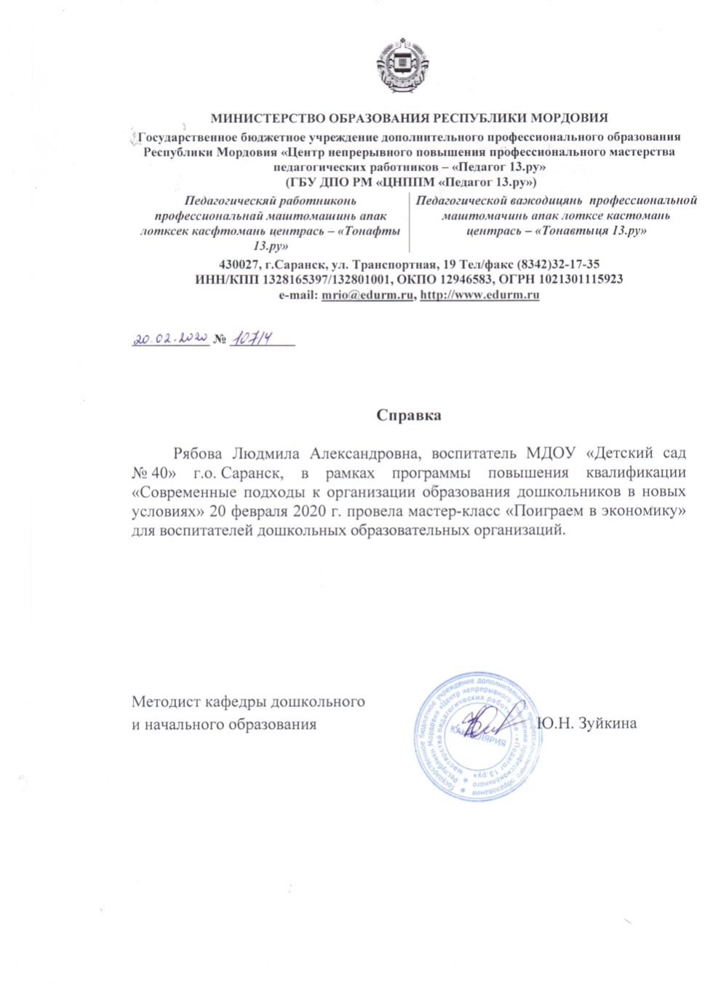 МИНИСТЕРСТВО ОБРАЗОВАНИЯ РЕСПУБЛИКИ МОРДОВИЯ
Государственное бюджетное учреждение дополнительного профессионального образования
Республики Мордовия «Центр непрерывного повышения профессионального мастерства
педагогических работников – «Педагог 13.ру»
(ГБУ ДПО РМ «ЦНППМ «Педагог 13.ру»)
Педагогическяй работниконь
профессиональнай маштомашинь апак
лотксек касфтомань центрась – «Тонафты
13.ру»
Педагогической важодицянь профессиональной
маштомачинь апак лотксе кастомань
центрась – «Тонавтыця 13.ру»
430027, г.Саранск, ул. Транспортная, 19 Тел/факс (8342)32-17-35
ИНН/КПП 1328165397/132801001, ОКПО 12946583, ОГРН 1021301115923
e-mail: mrio@edurm.ru, http://www.edurm.ru
20.02.2020 № 107/4
Справка
Рябова Людмила Александровна, воспитатель МДОУ «Детский сад
№ 40» г.о. Саранск, в рамках программы повышения квалификации
«Современные подходы к организации образования дошкольников в новых
условиях» 20 февраля 2020 г. провела мастер-класс «Поиграем в экономику»
для воспитателей дошкольных образовательных организаций.
Методист кафедры дошкольного
и начального образования
Ю.Н. Зуйкина
Государственное бюджетное учреждение дополнительного профессионального образования
Республики Мордовия «Центр непрерывного повышения профессионального
мастерства педагогических работников - «Педагог 13.ру»
КАНЦЕЛЯРИЯ